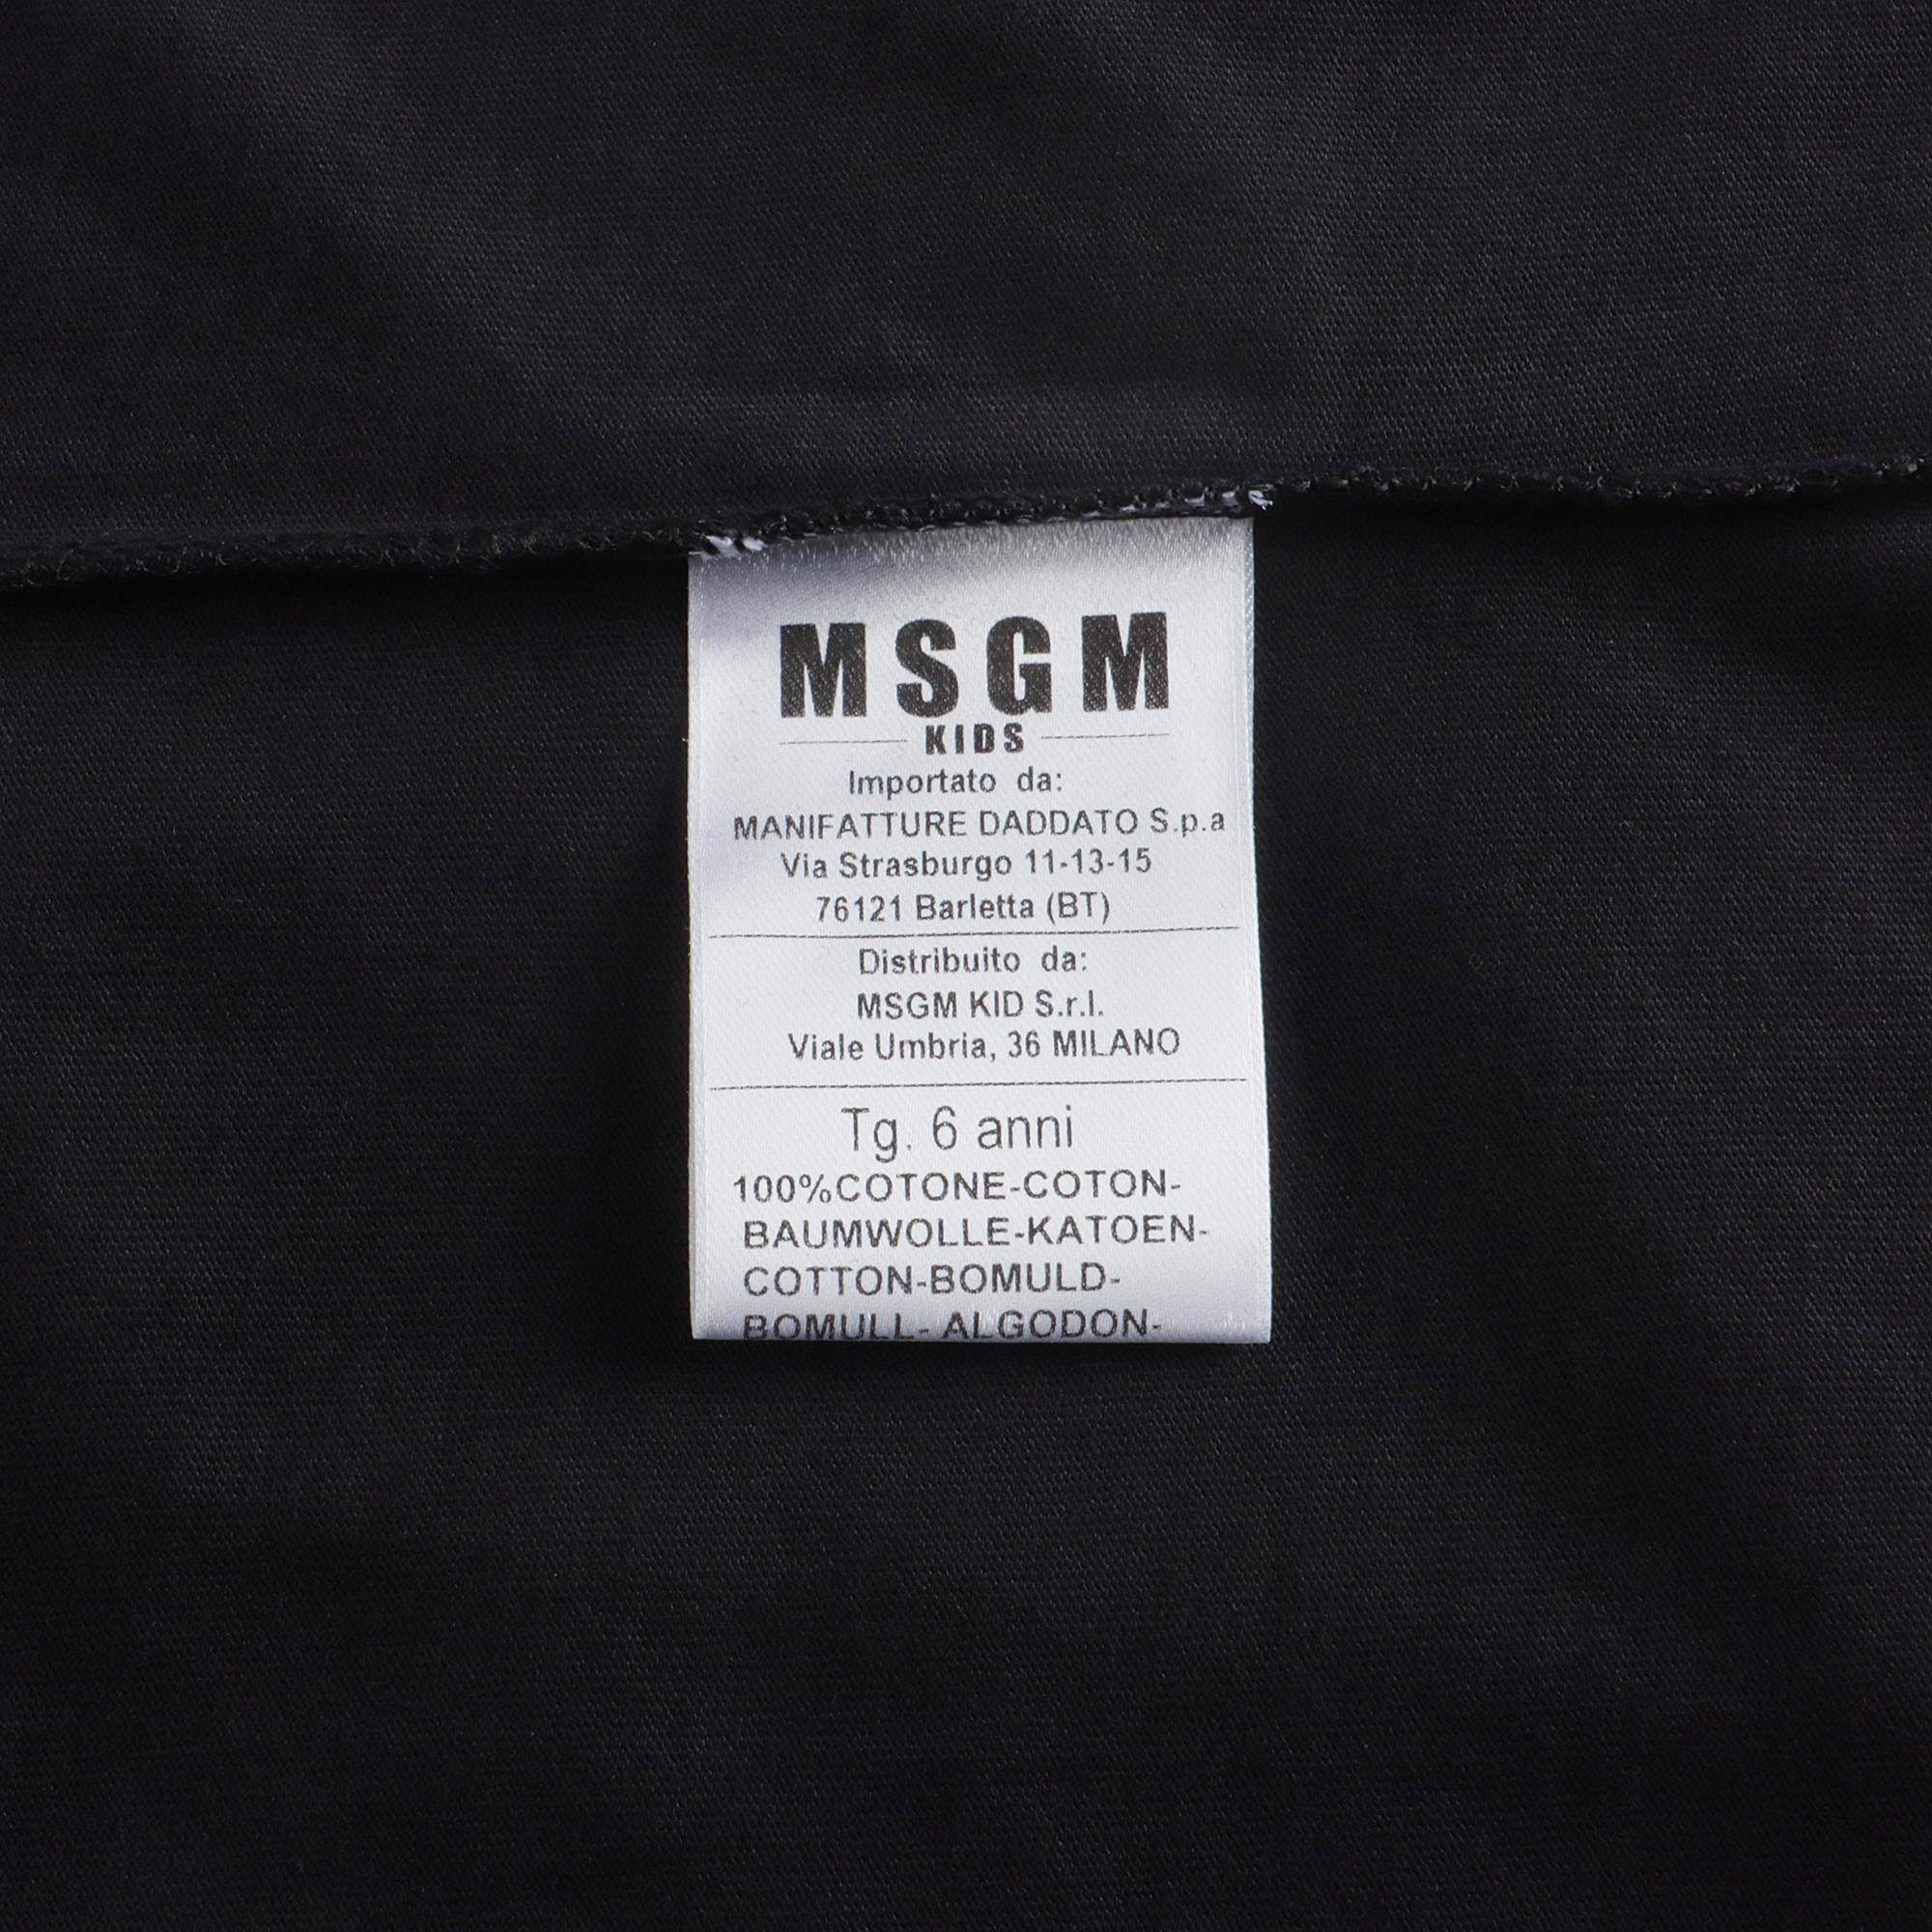 MSGM
KIDS
Importato da:
MANIFATTURE DADDATO S.p.a
Via Strasburgo 11-13-15
76121 Barletta (BT)
Distribuito da:
MSGM KID S.r.l.
Viale Umbria, 36 MILANO
Tg. 6 anni
100%COTONE-COTON-
BAUMWOLLE-KATOEN-
COTTON-BOMULD-
BOMULL- ALGODON-